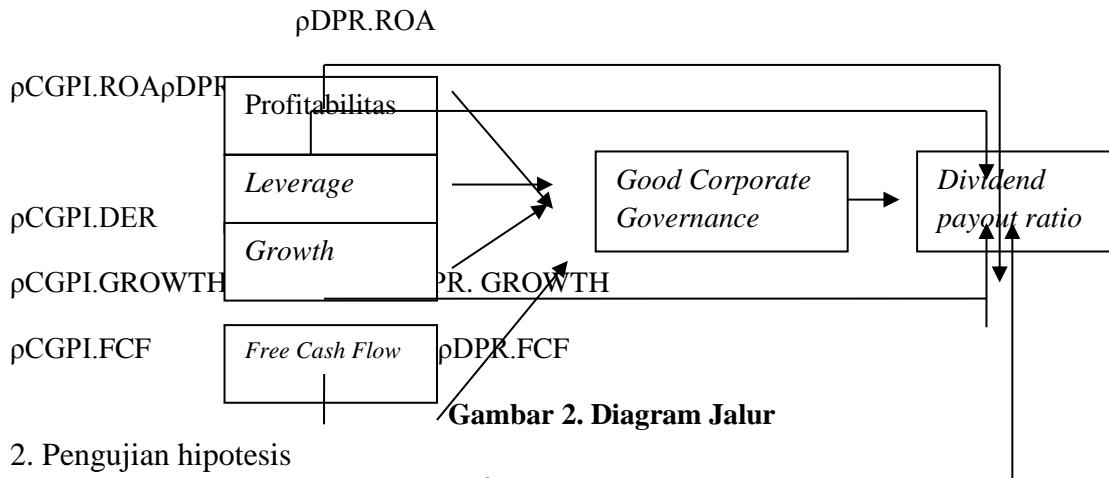 ρDPR.ROA
ρCGPI.ROAρDPR
Profitabilitas
Leverage
Good Corporate
Governance
Dividend
payout ratio
ρCGPI.DER
Growth
ρCGPI.GROWTH PR. GROWTH
ρCGPI.FCF
Free Cash Flow
ρDPR.FCF
Gambar 2. Diagram Jalur
2. Pengujian hipotesis